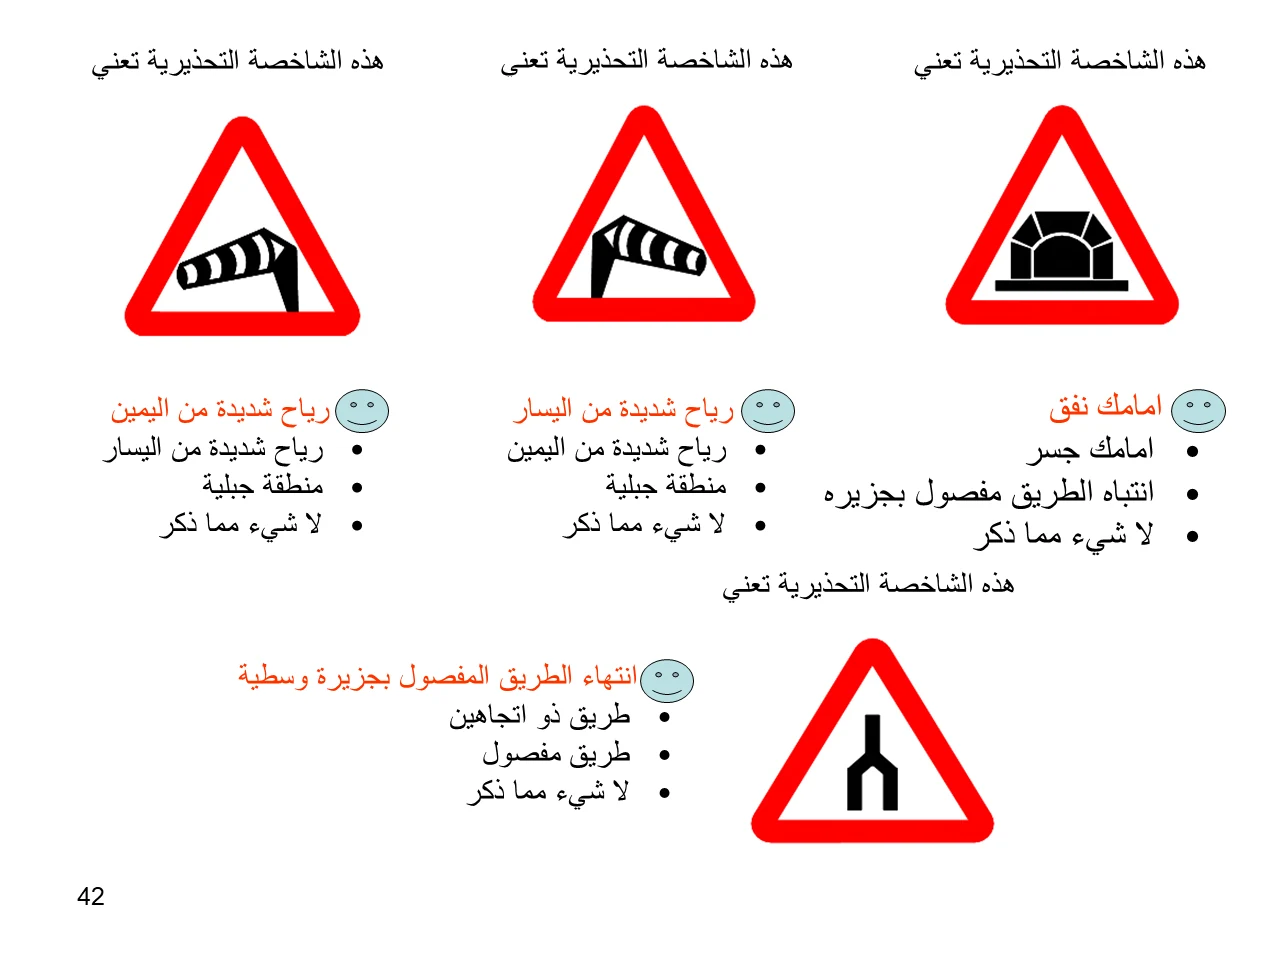 هذه الشاخصة التحذيرية تعني
امامك نفق
امامك جسر
انتباه الطريق مفصول بجزيره
لا شيء مما ذكر
هذه الشاخصة التحذيرية تعني
رياح شديدة من اليسار
رياح شديدة من اليمين
منطقة جبلية
لا شيء مما ذكر
هذه الشاخصة التحذيرية تعني
رياح شديدة من اليمين
رياح شديدة من اليسار
منطقة جبلية
لا شيء مما ذكر
هذه الشاخصة التحذيرية تعني
انتهاء الطريق المفصول بجزيرة وسطية
طريق ذو اتجاهين
طريق مفصول
لا شيء مما ذكر
42